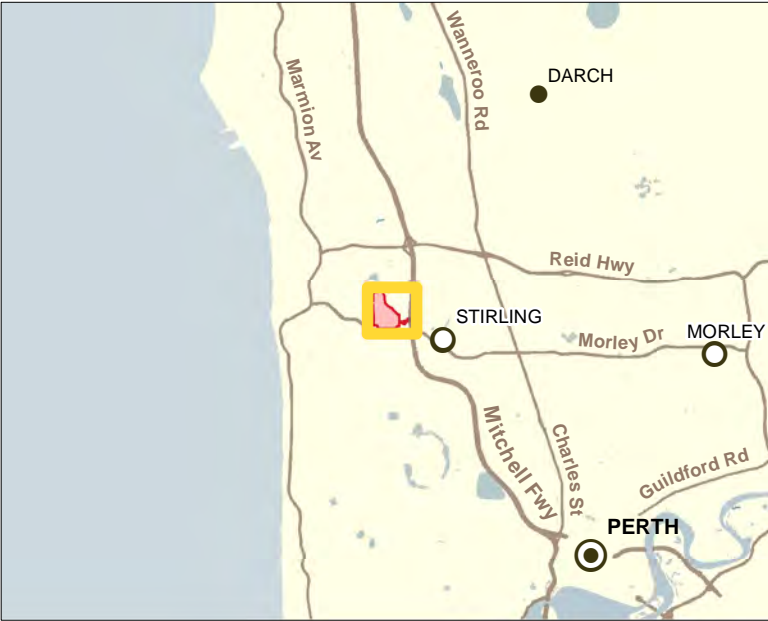 Wanneroo Rd
DARCH
Marmion Av
Reid Hwy
STIRLING
Morley Dr
MORLEY
Mitchell Fwy
Charles St
Guildford Rd
PERTH